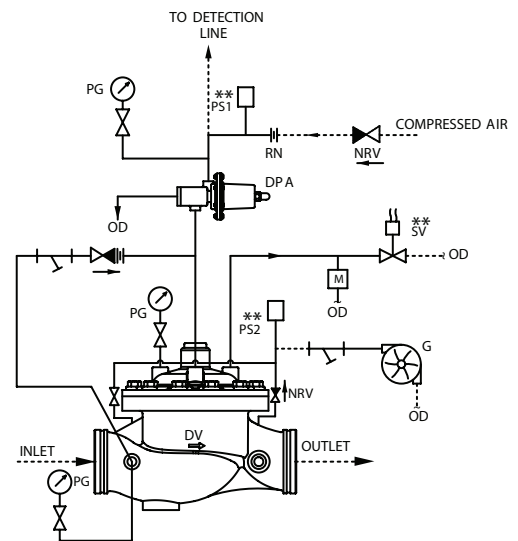 TO DETECTION
LINE
PG
**
PS1
COMPRESSED AIR
RN
NRV
DPA
OD
**
SV
OD
M
OD
PG
**
PS2
G
NRV
OD
DV
INLET
OUTLET
PG